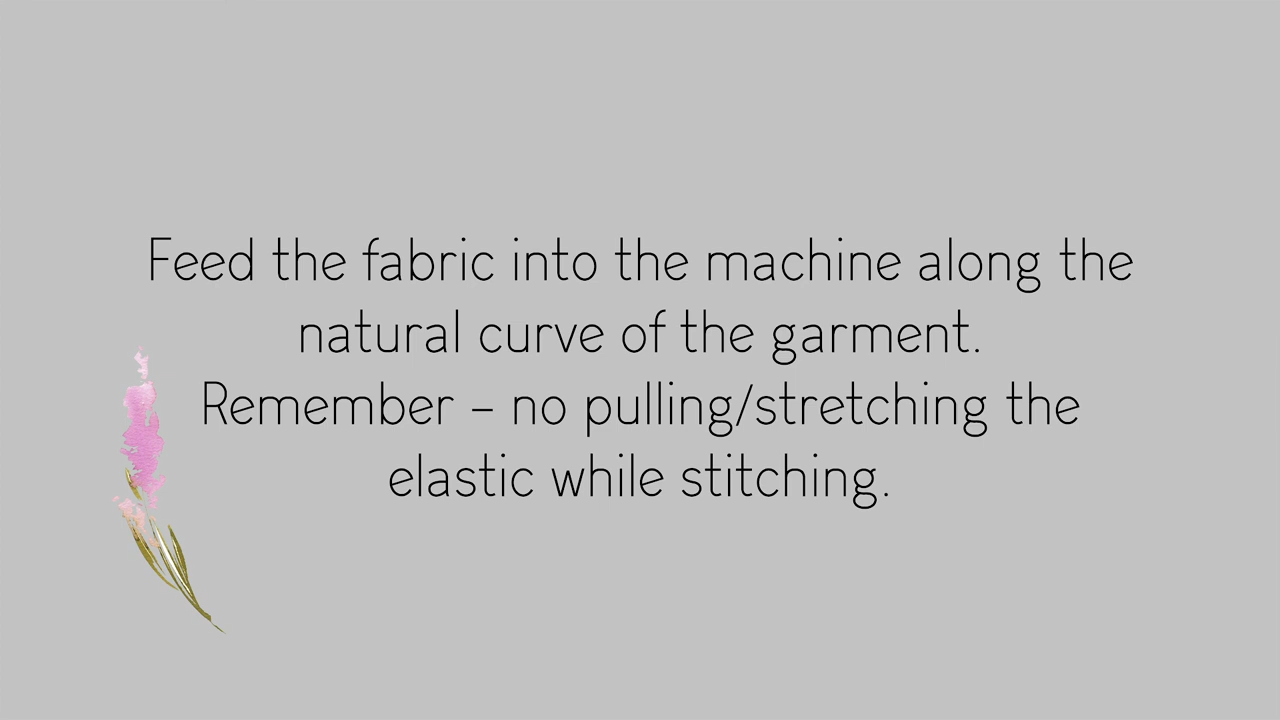 Feed the fabric into the machine along the
natural curve of the garment.
Remember – no pulling/stretching the
elastic while stitching.